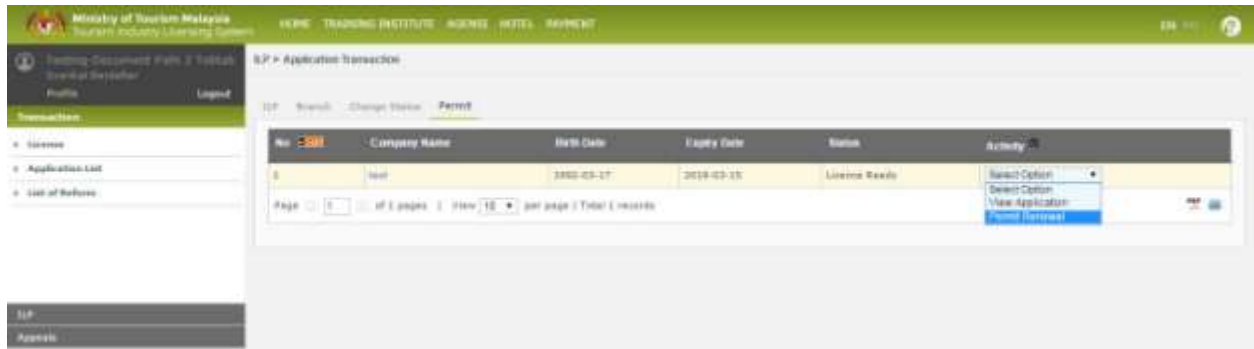 Ministry of Tourism Malaysia
Tourism Industry Licensing System
HOME TRAINING INSTITUTE AGENSI HOTEL PAYMENT
EN
Profile Logout
ILP > Application Transaction
Transaction
License
Application List
List of Reform
ILP
Appeals
ILP Branch Change Status Permit
No Company Name Birth Date Expiry Date Status Activity
1 test 1992-03-17 2018-03-15 License Ready Select Option
Select Option
View Application
Permit Renewal
Page 1 of 1 pages | View 10 per page | Total 1 records